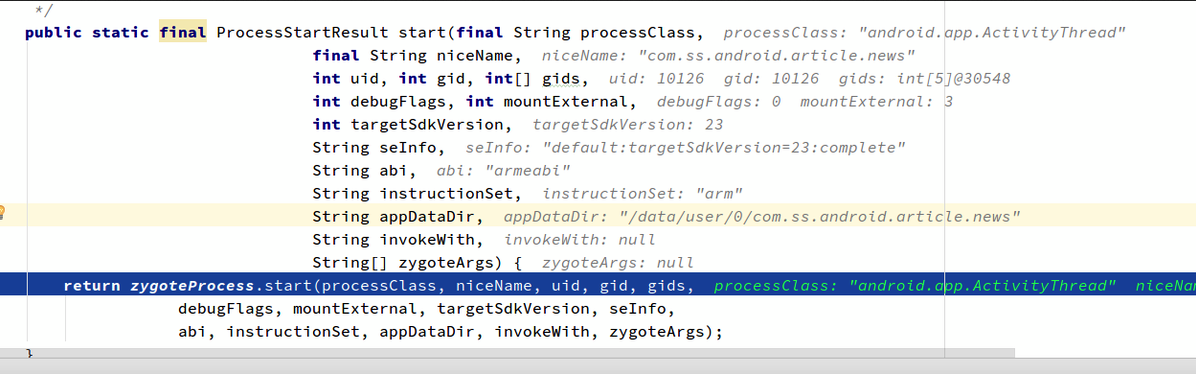 */
public static final ProcessStartResult start(final String processClass, processClass: "android.app.ActivityThread"
final String niceName, niceName: "com.ss.android.article.news"
int uid, int gid, int[] gids, uid: 10126 gid: 10126 gids: int[5]@30548
int debugFlags, int mountExternal, debugFlags: 0 mountExternal: 3
int targetSdkVersion, targetSdkVersion: 23
String seInfo, seInfo: "default:targetSdkVersion=23:complete"
String abi, abi: "armeabi"
String instructionSet, instructionSet: "arm"
String appDataDir, appDataDir: "/data/user/0/com.ss.android.article.news"
String invokeWith, invokeWith: null
String[] zygoteArgs) { zygoteArgs: null
return zygoteProcess.start(processClass, niceName, uid, gid, gids, processClass: "android.app.ActivityThread"
debugFlags, mountExternal, targetSdkVersion, seInfo,
abi, instructionSet, appDataDir, invokeWith, zygoteArgs);
}